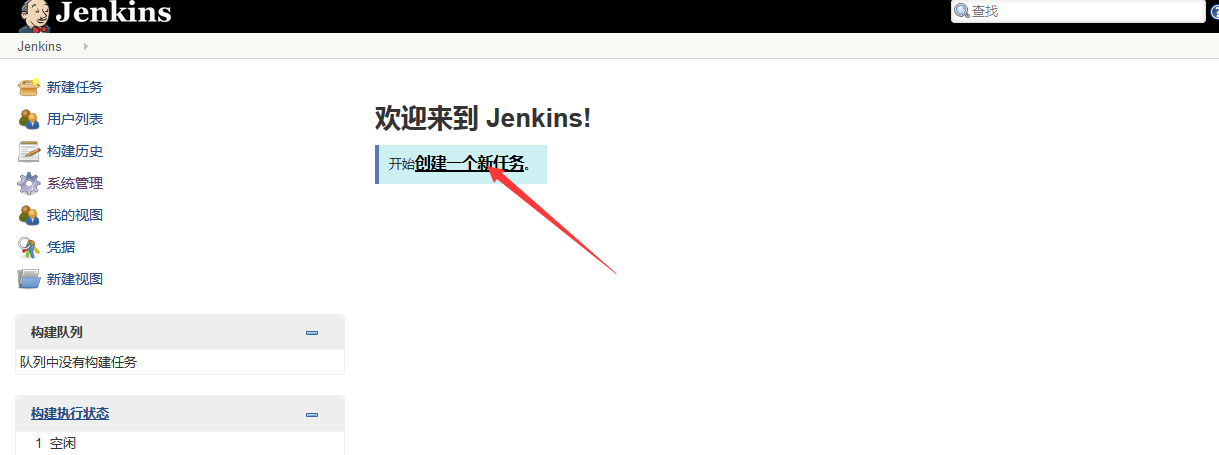 Jenkins
查找
?
Jenkins
新建任务
用户列表
构建历史
系统管理
我的视图
凭据
新建视图
欢迎来到 Jenkins!
开始创建一个新任务。
构建队列
队列中没有构建任务
构建执行状态
1 空闲